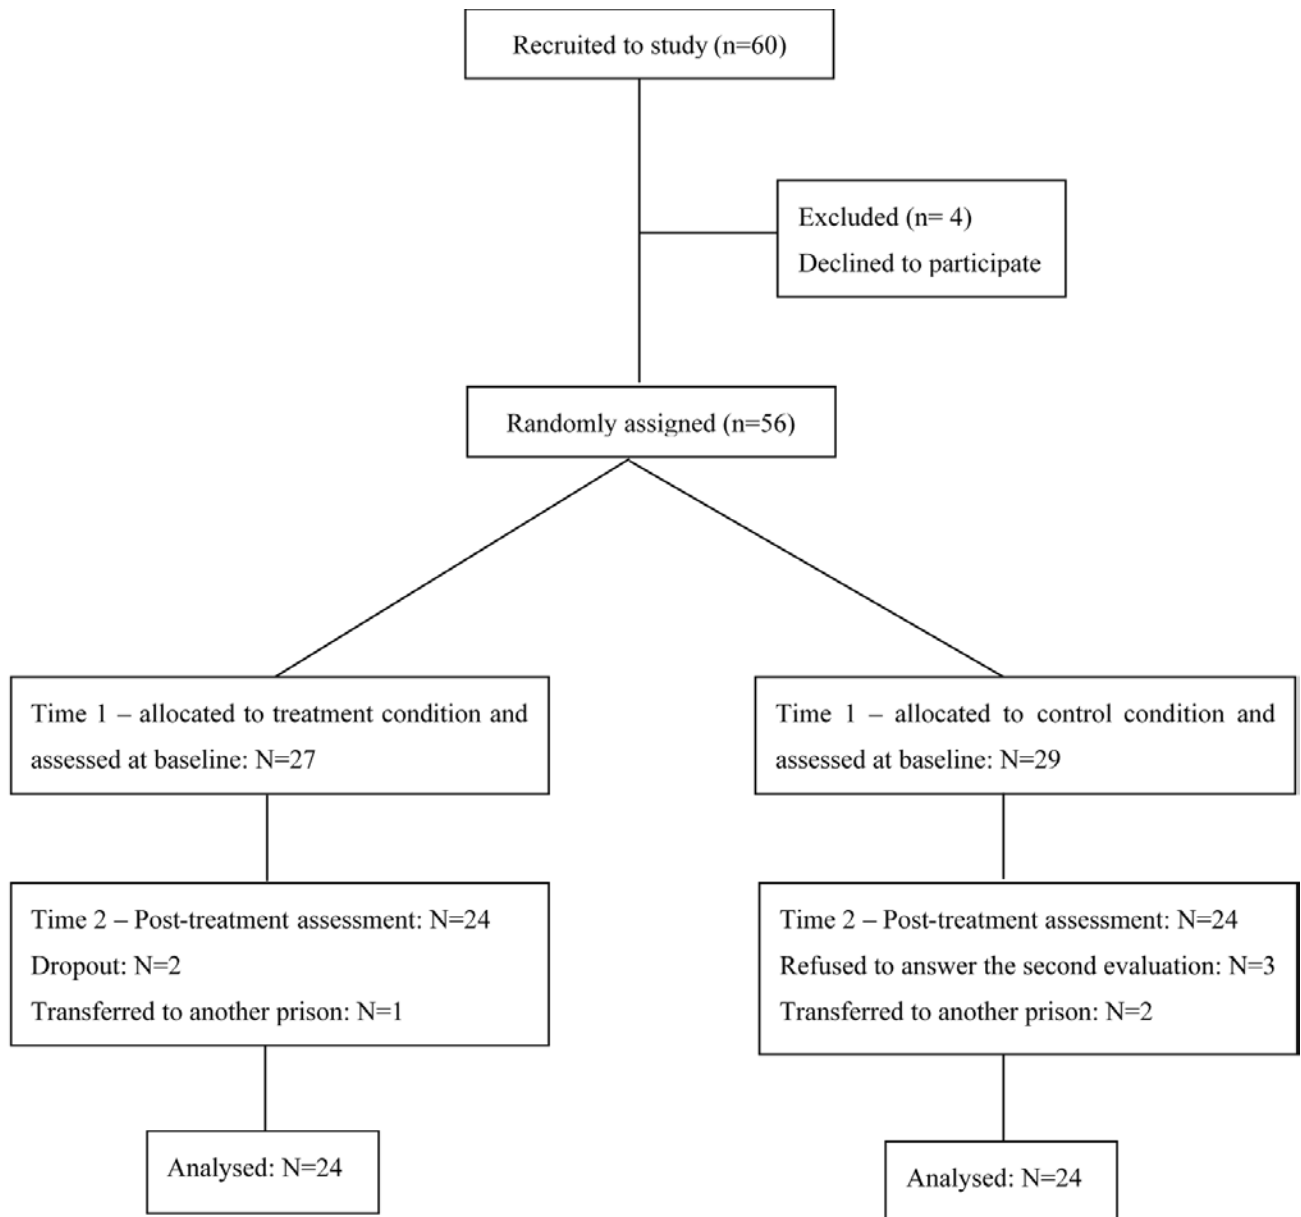 Recruited to study (n=60)
Excluded (n= 4)
Declined to participate
Randomly assigned (n=56)
Time 1 – allocated to treatment condition and
assessed at baseline: N=27
Time 1 – allocated to control condition and
assessed at baseline: N=29
Time 2 – Post-treatment assessment: N=24
Dropout: N=2
Transferred to another prison: N=1
Time 2 – Post-treatment assessment: N=24
Refused to answer the second evaluation: N=3
Transferred to another prison: N=2
Analysed: N=24
Analysed: N=24